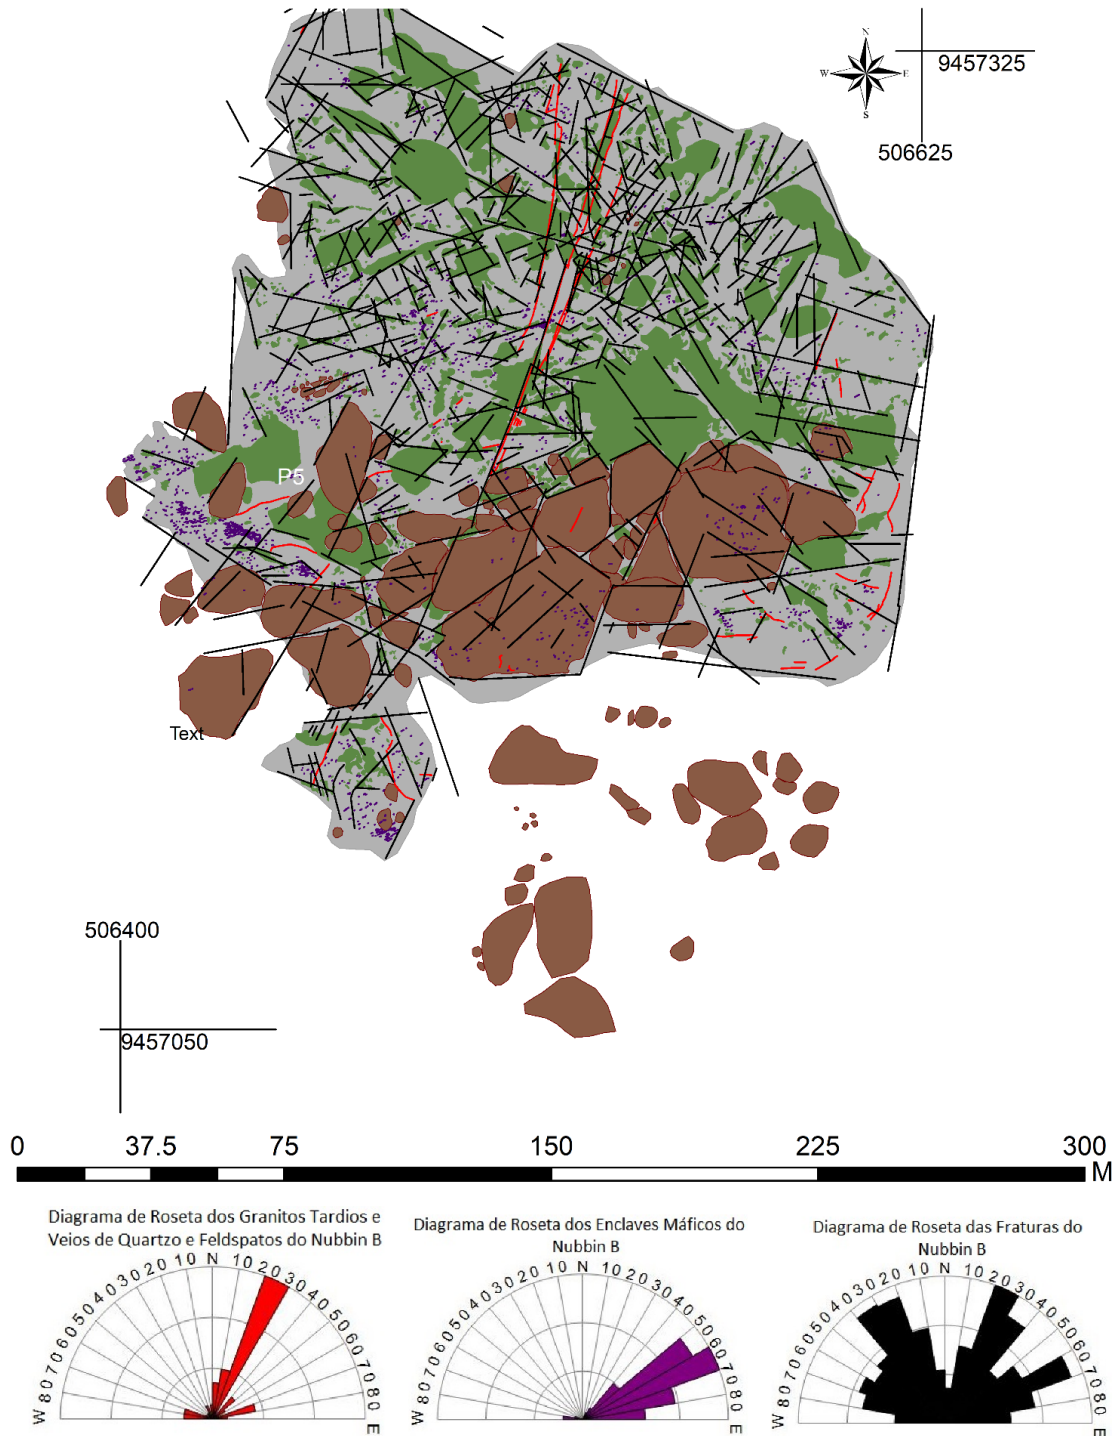 N
W E
S
9457325
506625
P5
Text
506400
9457050
0 37.5 75 150 225 300
M
Diagrama de Roseta dos Granitos Tardios e
Veios de Quartzo e Feldspatos do Nubbin B
W 80 70 60 50 40 30 20 10 N 10 20 30 40 50 60 70 80 E
Diagrama de Roseta dos Enclaves Máficos do
Nubbin B
W 80 70 60 50 40 30 20 10 N 10 20 30 40 50 60 70 80 E
Diagrama de Roseta das Fraturas do
Nubbin B
W 80 70 60 50 40 30 20 10 N 10 20 30 40 50 60 70 80 E